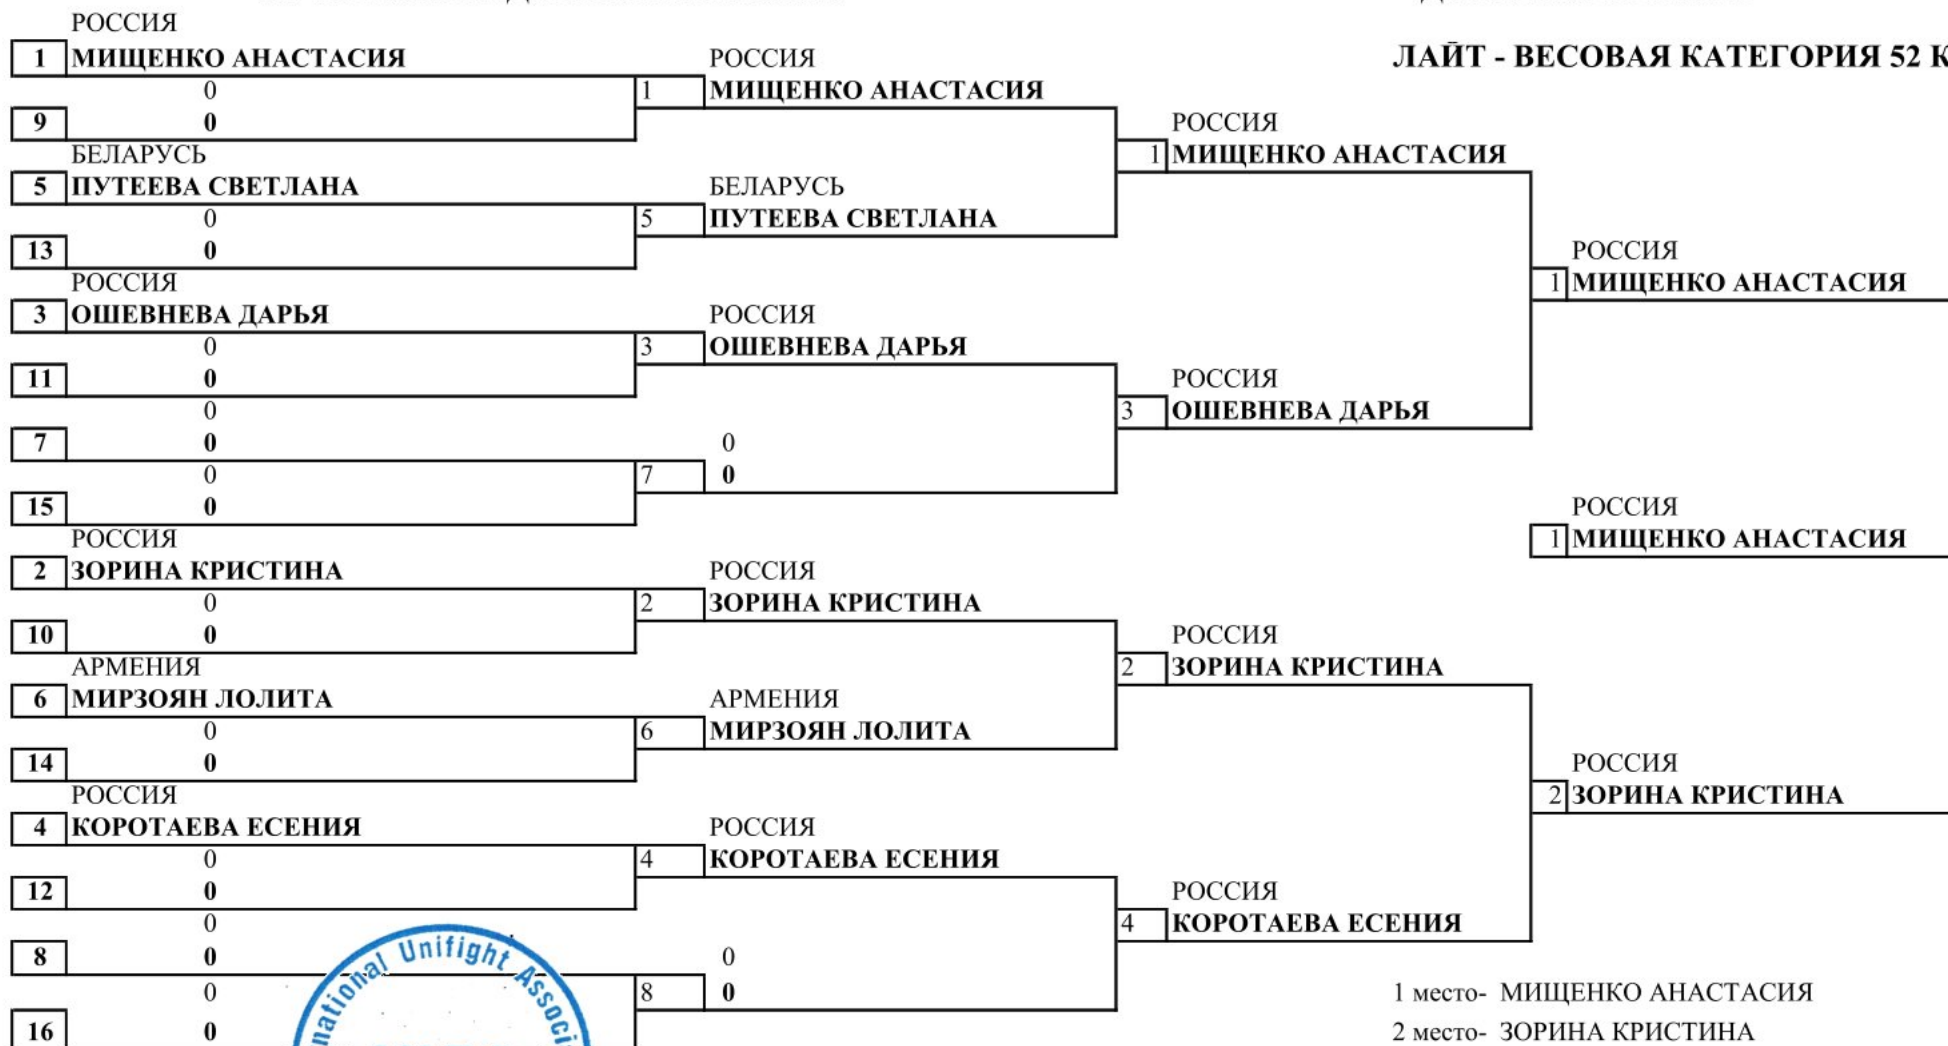 РОССИЯ
1 МИЩЕНКО АНАСТАСИЯ
0
9 0
БЕЛАРУСЬ
5 ПУТЕЕВА СВЕТЛАНА
0
13 0
РОССИЯ
3 ОШЕВНЕВА ДАРЬЯ
0
11 0
0
7 0
0
15 0
РОССИЯ
2 ЗОРИНА КРИСТИНА
0
10 0
АРМЕНИЯ
6 МИРЗОЯН ЛОЛИТА
0
14 0
РОССИЯ
4 КОРОТАЕВА ЕСЕНИЯ
0
12 0
0
8 0
0
16 0
РОССИЯ
1 МИЩЕНКО АНАСТАСИЯ
БЕЛАРУСЬ
5 ПУТЕЕВА СВЕТЛАНА
РОССИЯ
3 ОШЕВНЕВА ДАРЬЯ
0
7 0
РОССИЯ
2 ЗОРИНА КРИСТИНА
АРМЕНИЯ
6 МИРЗОЯН ЛОЛИТА
РОССИЯ
4 КОРОТАЕВА ЕСЕНИЯ
0
8 0
ЛАЙТ - ВЕСОВАЯ КАТЕГОРИЯ 52 К
РОССИЯ
1 МИЩЕНКО АНАСТАСИЯ
РОССИЯ
3 ОШЕВНЕВА ДАРЬЯ
РОССИЯ
2 ЗОРИНА КРИСТИНА
РОССИЯ
4 КОРОТАЕВА ЕСЕНИЯ
РОССИЯ
1 МИЩЕНКО АНАСТАСИЯ
РОССИЯ
1 МИЩЕНКО АНАСТАСИЯ
РОССИЯ
2 ЗОРИНА КРИСТИНА
1 место- МИЩЕНКО АНАСТАСИЯ
2 место- ЗОРИНА КРИСТИНА
national Unifight Associ